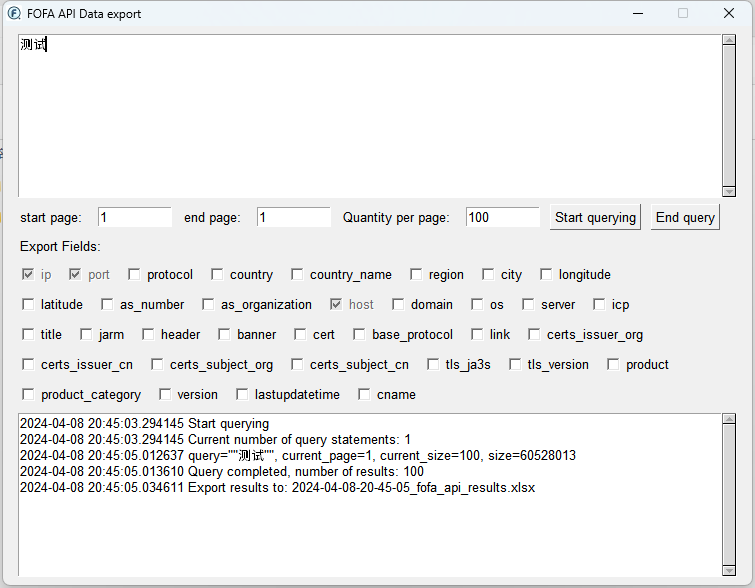 FOFA API Data export
测试
start page: 1 end page: 1 Quantity per page: 100 Start querying End query
Export Fields:
ip port protocol country country_name region city longitude
latitude as_number as_organization host domain os server icp
title jarm header banner cert base_protocol link certs_issuer_org
certs_issuer_cn certs_subject_org certs_subject_cn tls_ja3s tls_version product
product_category version lastupdatetime cname
2024-04-08 20:45:03.294145 Start querying
2024-04-08 20:45:03.294145 Current number of query statements: 1
2024-04-08 20:45:05.012637 query=""测试"", current_page=1, current_size=100, size=60528013
2024-04-08 20:45:05.013610 Query completed, number of results: 100
2024-04-08 20:45:05.034611 Export results to: 2024-04-08-20-45-05_fofa_api_results.xlsx